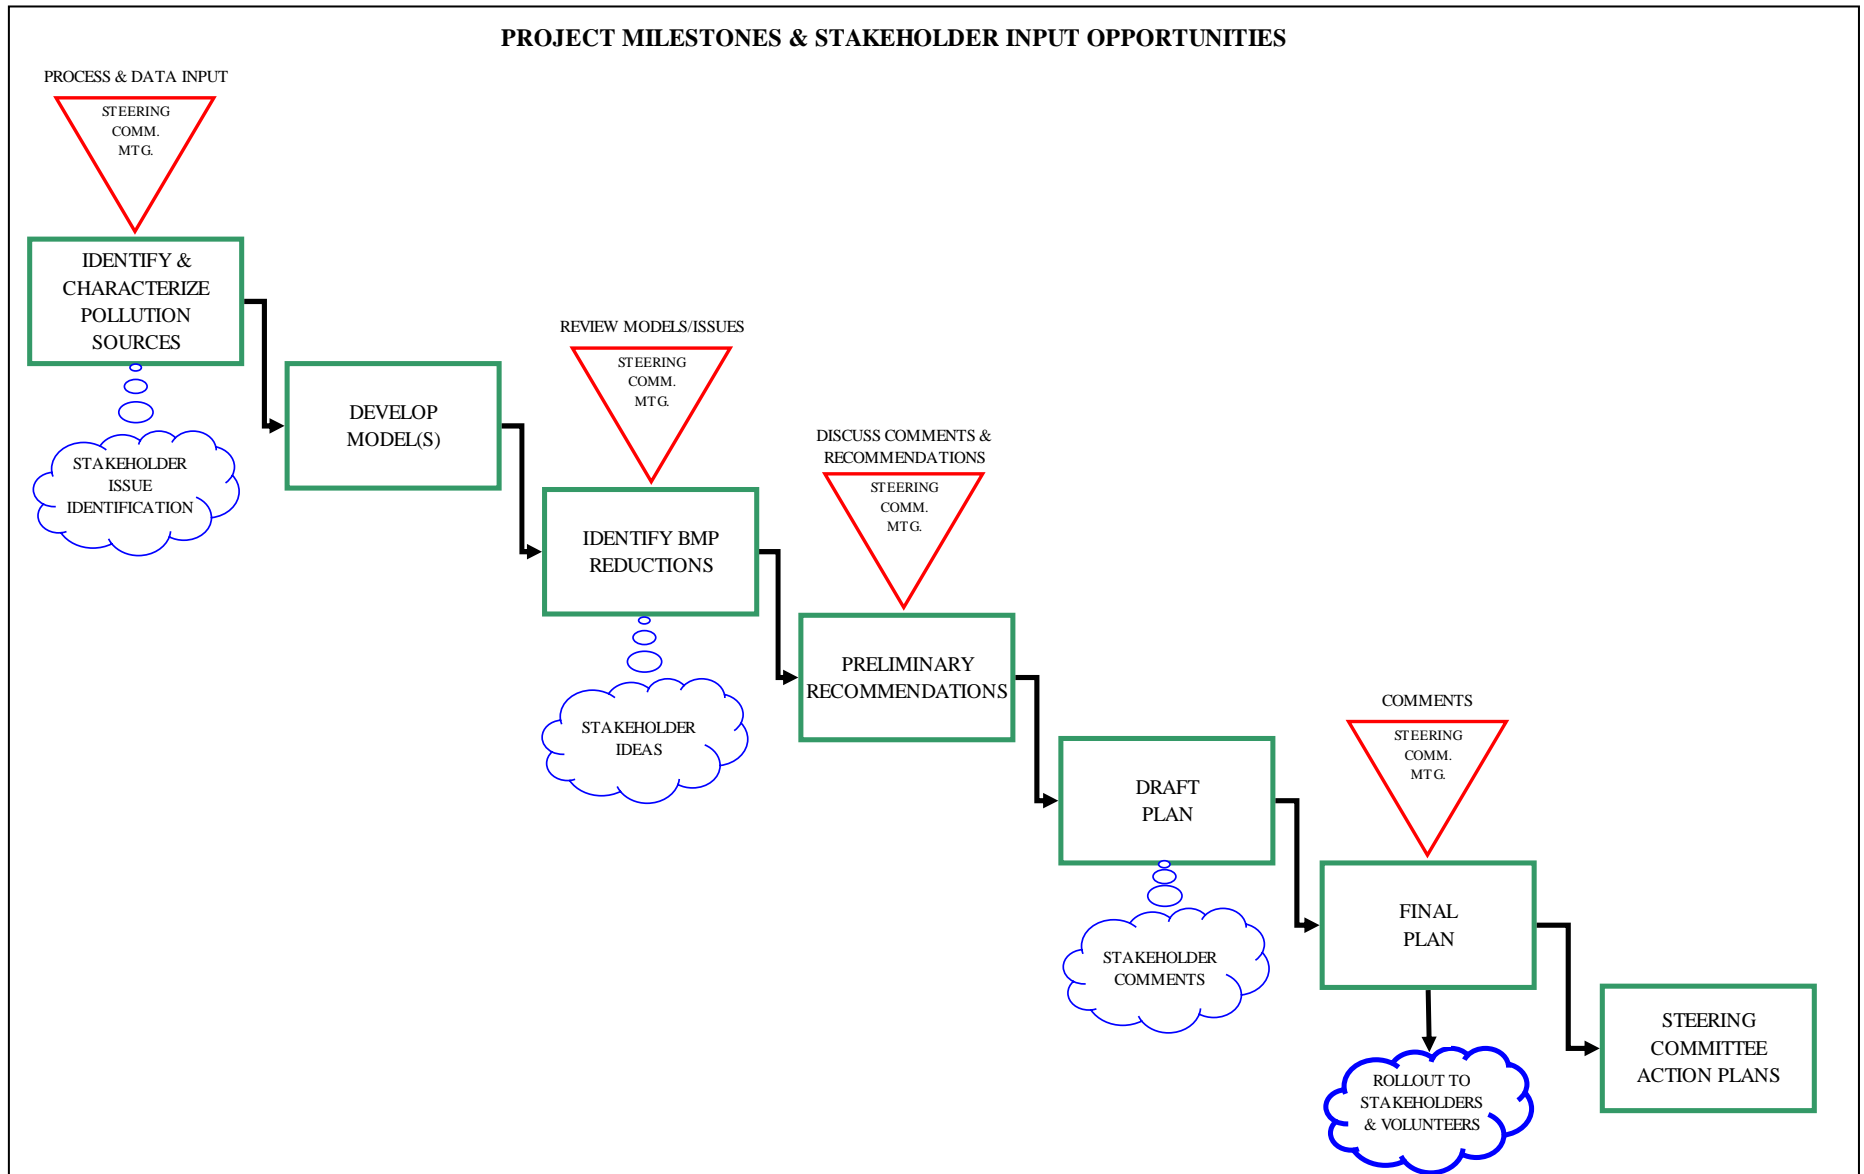 PROJECT MILESTONES & STAKEHOLDER INPUT OPPORTUNITIES
PROCESS & DATA INPUT
STEERING
COMM.
MTG.
IDENTIFY &
CHARACTERIZE
POLLUTION
SOURCES
STAKEHOLDER
ISSUE
IDENTIFICATION
DEVELOP
MODEL(S)
REVIEW MODELS/ISSUES
STEERING
COMM.
MTG.
IDENTIFY BMP
REDUCTIONS
STAKEHOLDER
IDEAS
DISCUSS COMMENTS &
RECOMMENDATIONS
STEERING
COMM.
MTG.
PRELIMINARY
RECOMMENDATIONS
DRAFT
PLAN
STAKEHOLDER
COMMENTS
COMMENTS
STEERING
COMM.
MTG.
FINAL
PLAN
ROLLOUT TO
STAKEHOLDERS
& VOLUNTEERS
STEERING
COMMITTEE
ACTION PLANS